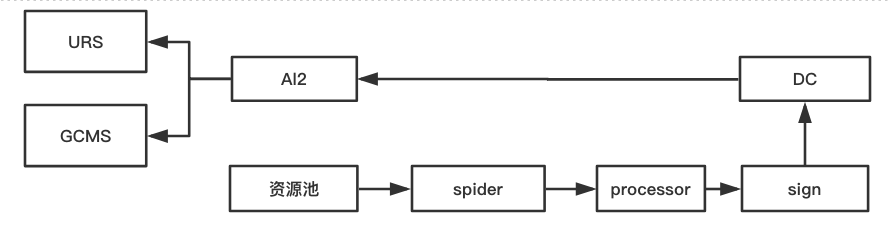 URS
AI2
DC
GCMS
资源池
spider
processor
sign